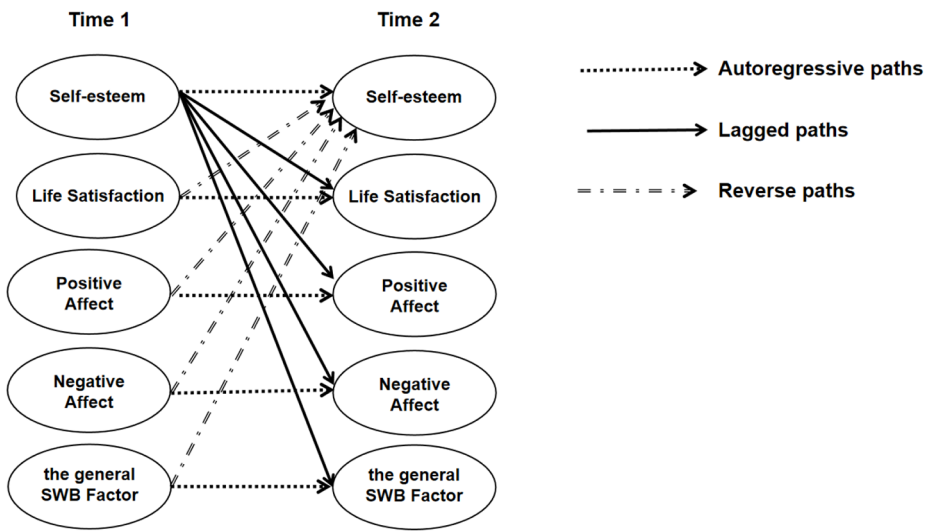 Time 1
Time 2
Self-esteem
Self-esteem
Autoregressive paths
Lagged paths
Life Satisfaction
Life Satisfaction
Reverse paths
Positive
Affect
Positive
Affect
Negative
Affect
Negative
Affect
the general
SWB Factor
the general
SWB Factor